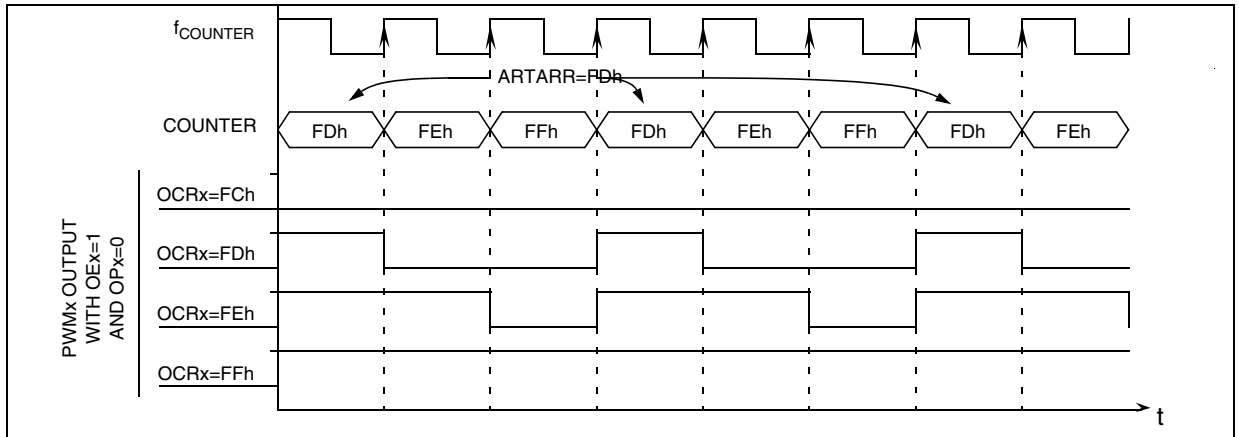 fCOUNTER
ARTARR=FDh
COUNTER
FDh FEh FFh FDh FEh FFh FDh FEh
PWMx OUTPUT
WITH OEx=1
AND OPx=0
OCRx=FCh
OCRx=FDh
OCRx=FEh
OCRx=FFh
t